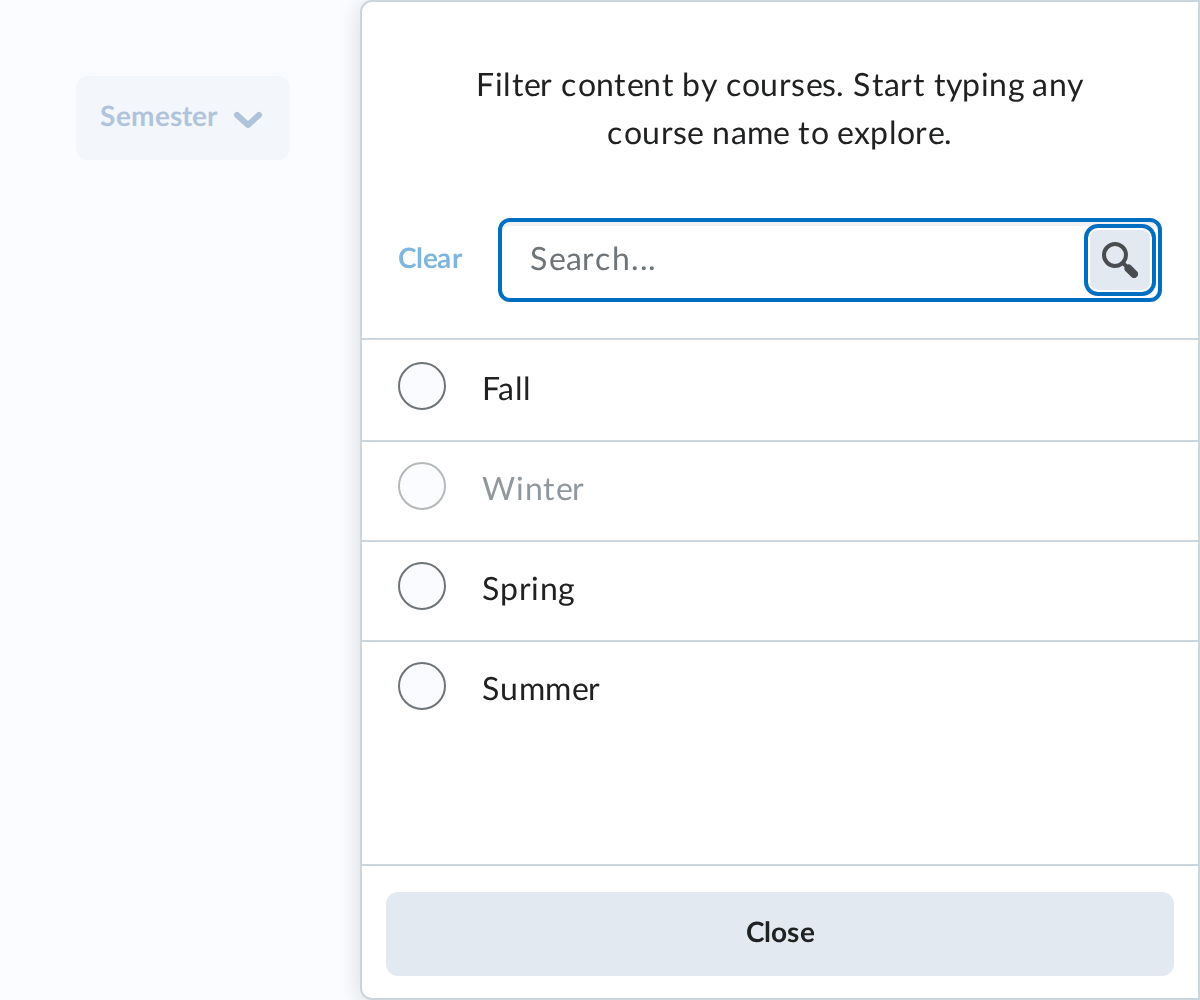 Semester
Filter content by courses. Start typing any
course name to explore.
Clear
Search...
Fall
Winter
Spring
Summer
Close